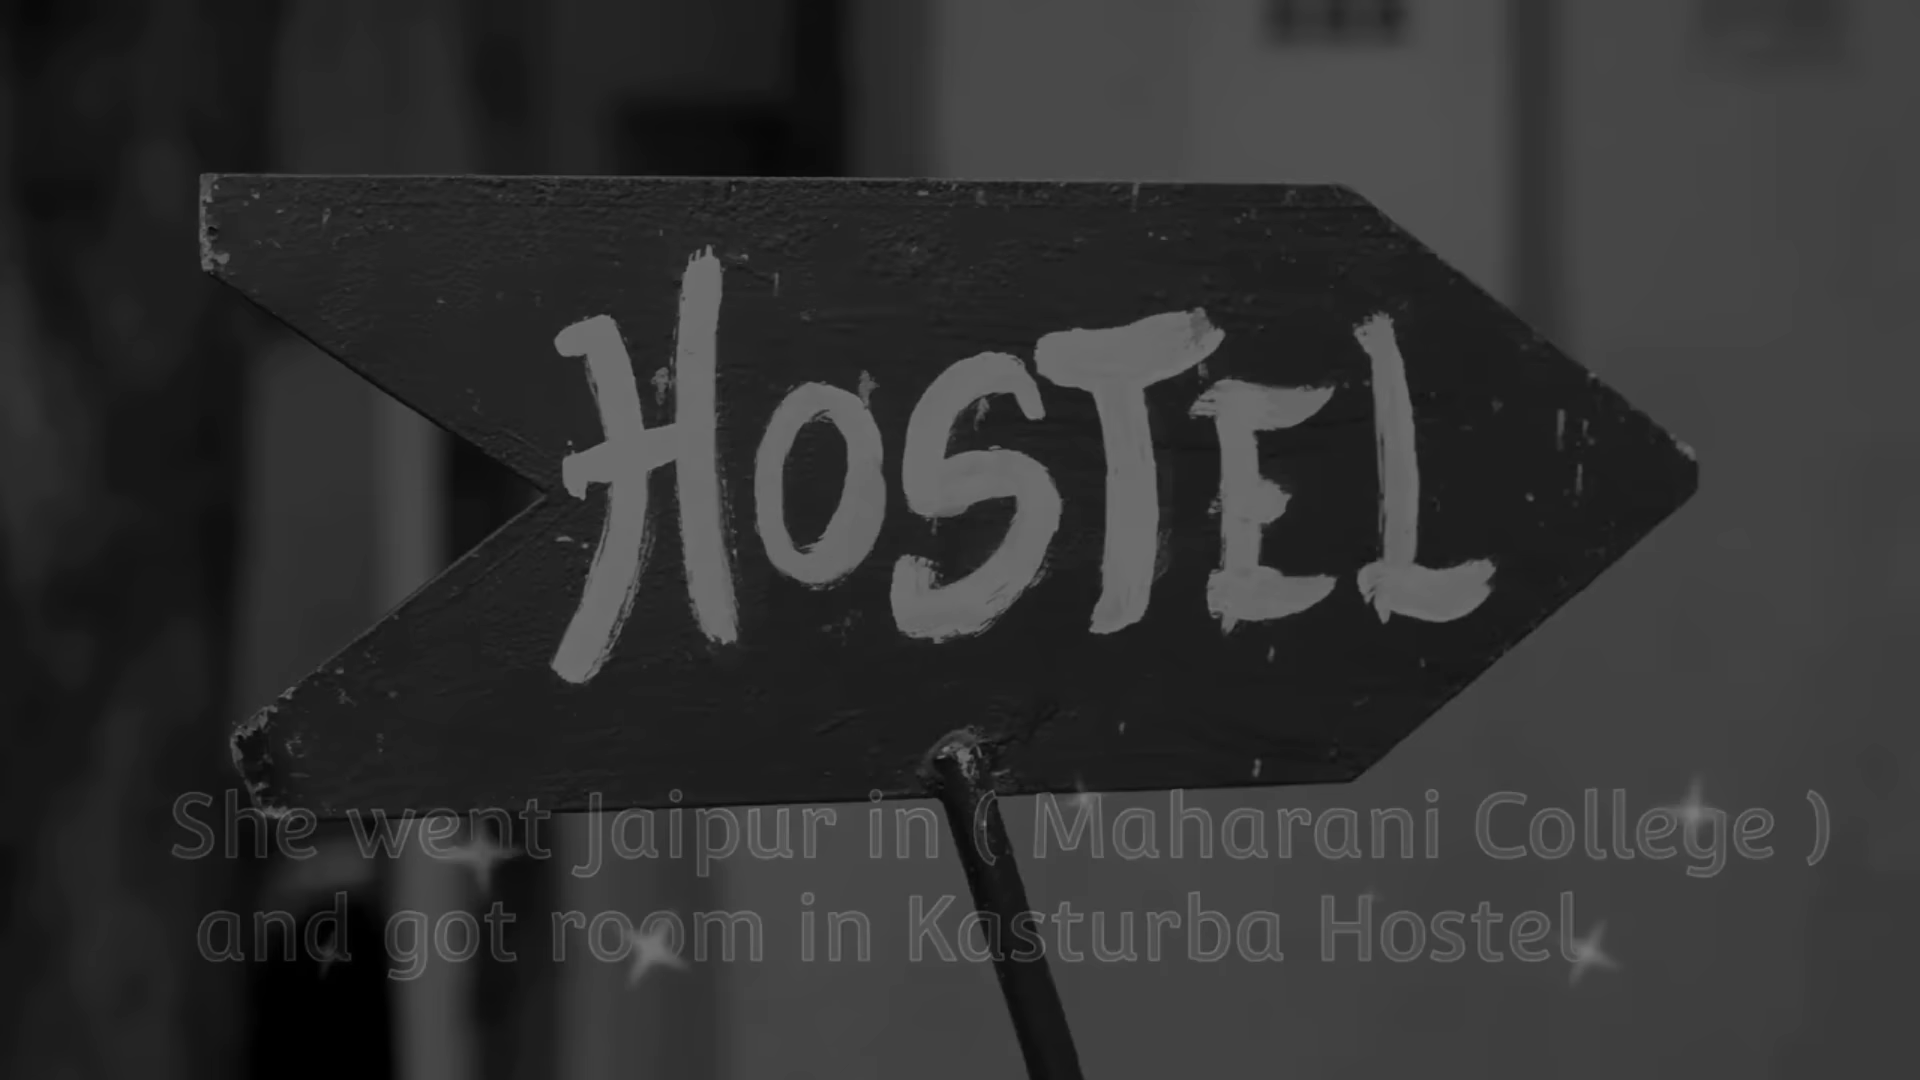 HOSTEL
She went Jaipur in ( Maharani College )
and got room in Kasturba Hostel